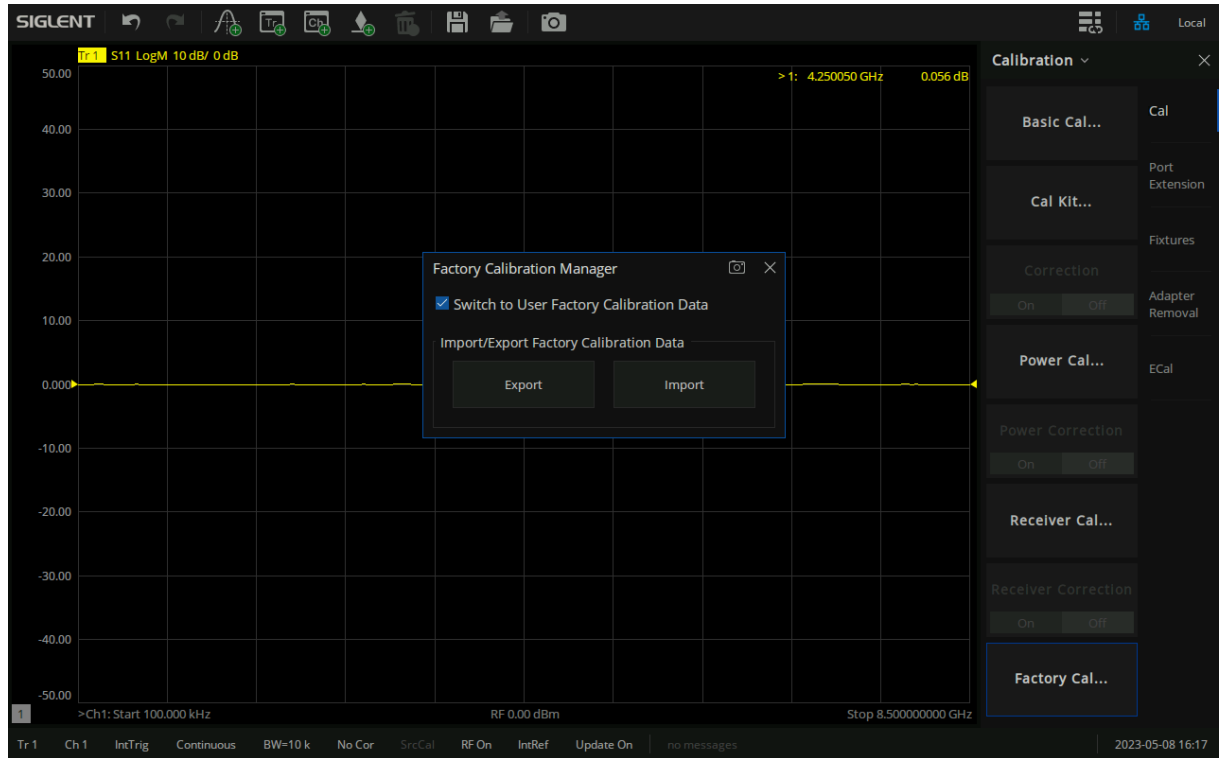 SIGLENT Tr Ch Local
Tr 1 S11 LogM 10 dB/ 0 dB
> 1: 4.250050 GHz 0.056 dB
50.00
40.00
30.00
20.00
10.00
0.000
-10.00
-20.00
-30.00
-40.00
-50.00
Factory Calibration Manager
Switch to User Factory Calibration Data
Import/Export Factory Calibration Data
Export Import
1 >Ch1: Start 100.000 kHz RF 0.00 dBm Stop 8.500000000 GHz
Calibration
Basic Cal...
Cal Kit...
Correction
On Off
Power Cal...
Power Correction
On Off
Receiver Cal...
Receiver Correction
On Off
Factory Cal...
Cal
Port
Extension
Fixtures
Adapter
Removal
ECal
Tr 1 Ch 1 IntTrig Continuous BW=10 k No Cor SrcCal RF On IntRef Update On no messages 2023-05-08 16:17